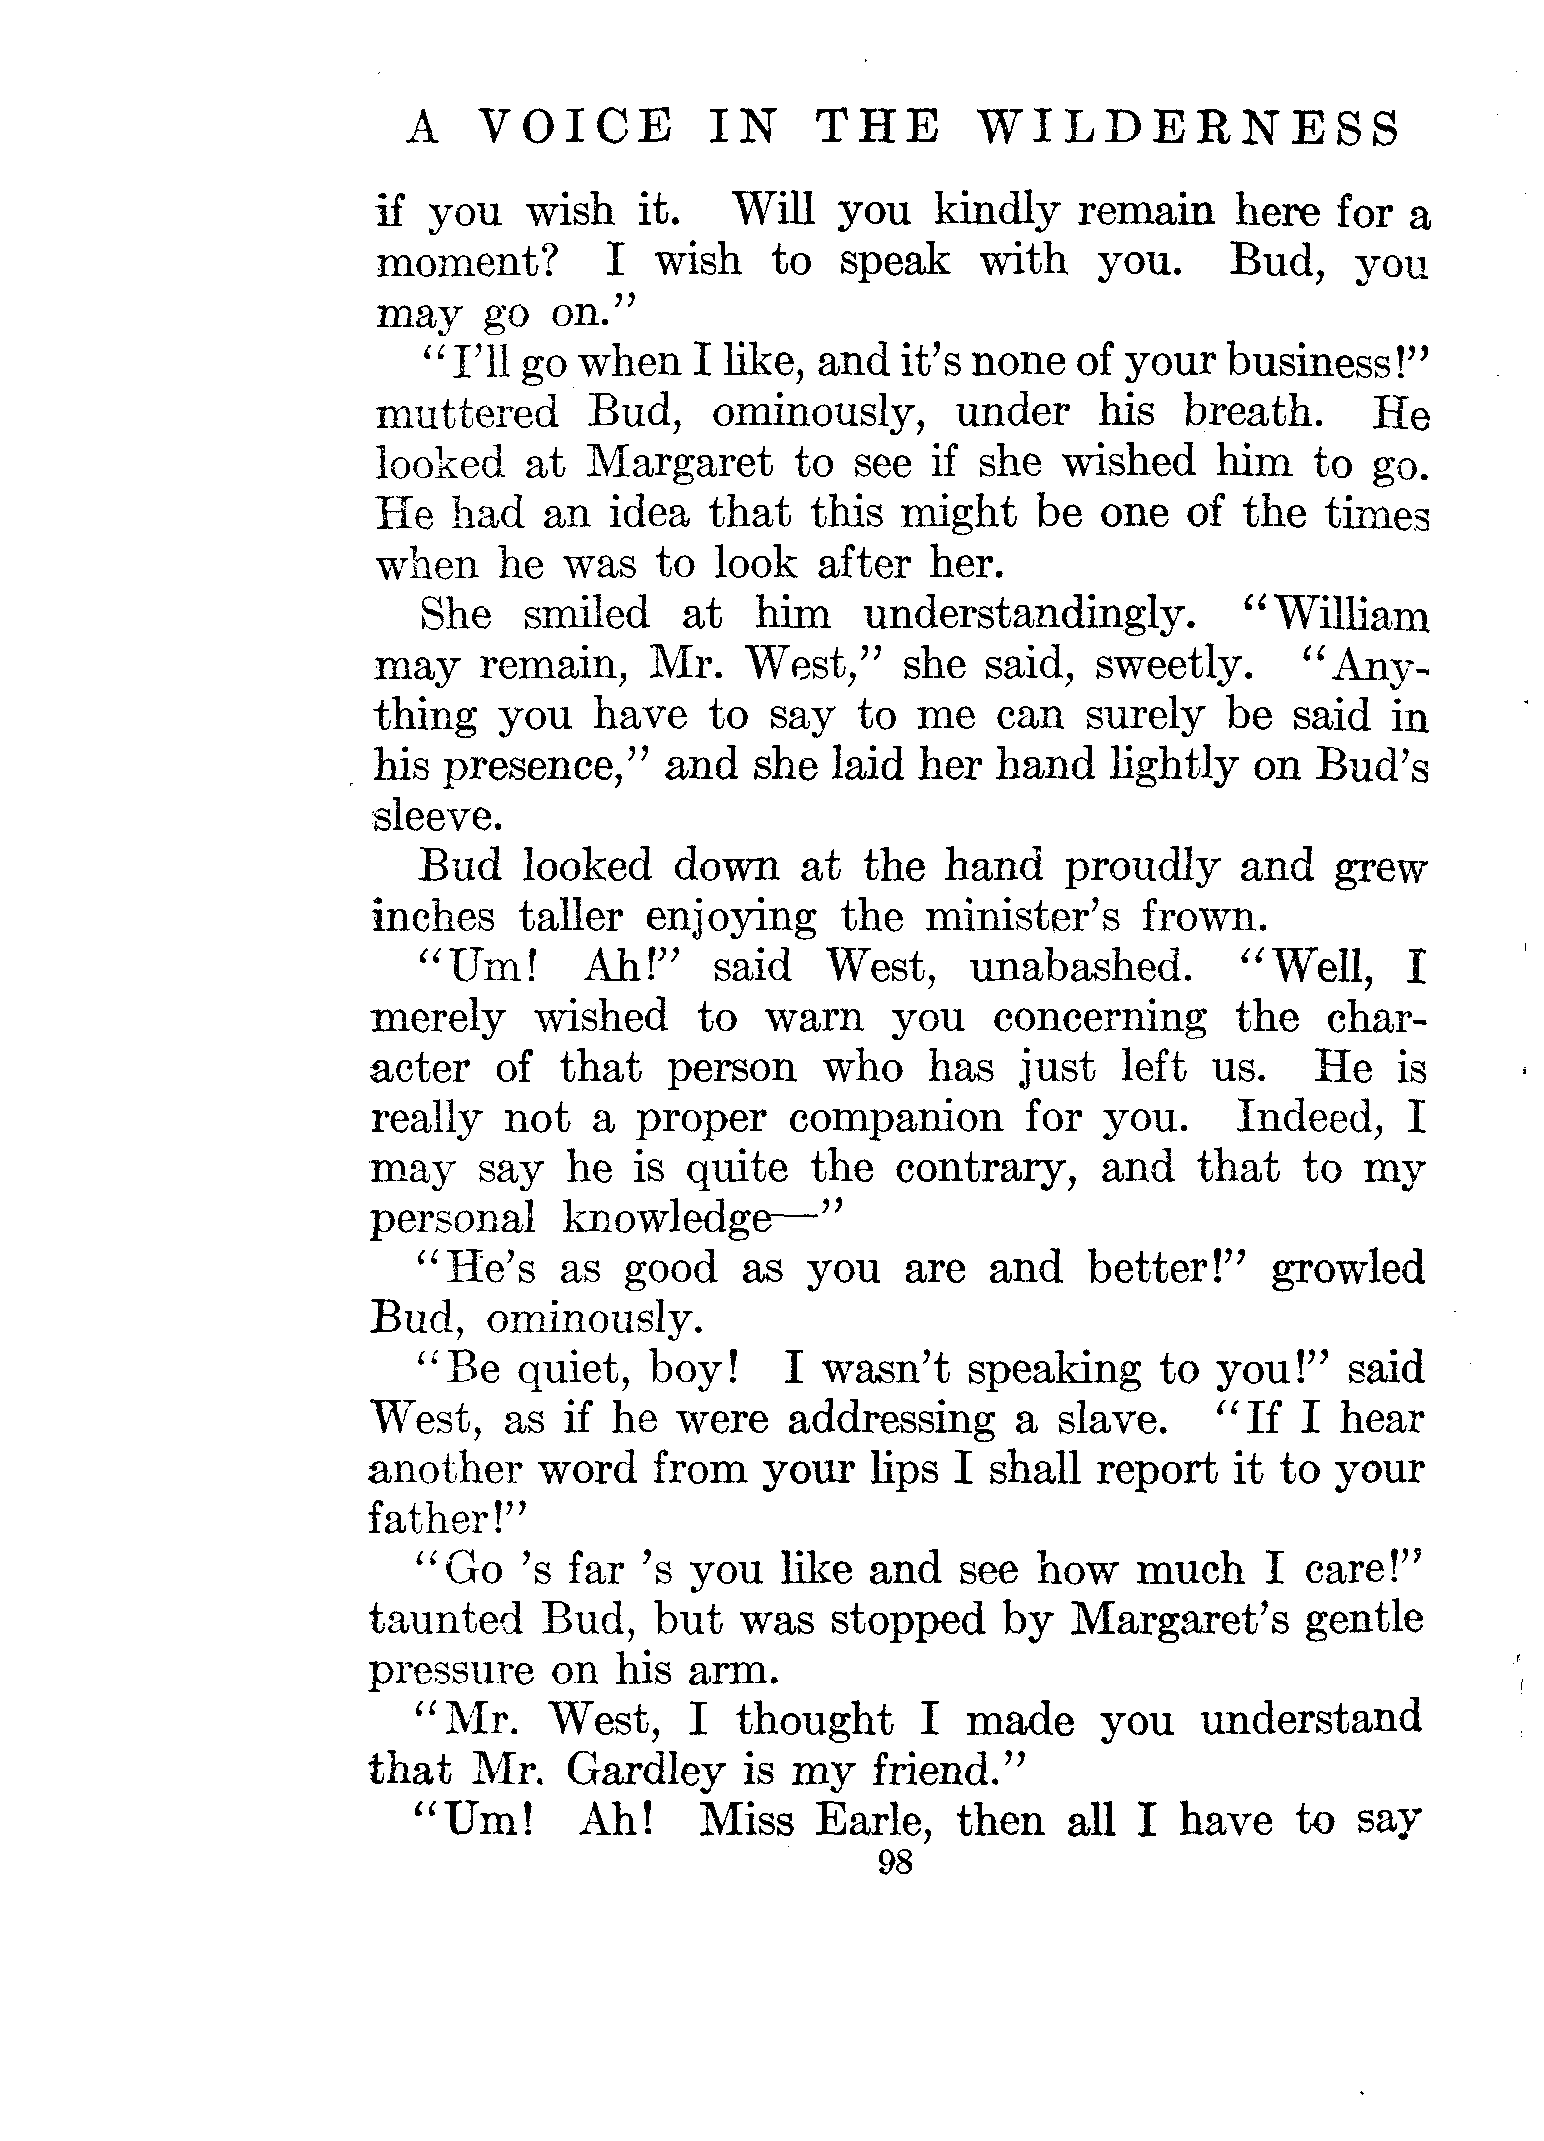 A VOICE IN THE WILDERNESS
if you wish it. Will you kindly remain here for a
moment? I wish to speak with you. Bud, you
may go on."
"I'll go when I like, and it's none of your business!"
muttered Bud, ominously, under his breath. He
looked at Margaret to see if she wished him to go.
He had an idea that this might be one of the times
when he was to look after her.
She smiled at him understandingly. "William
may remain, Mr. West," she said, sweetly. "Any-
thing you have to say to me can surely be said in
his presence," and she laid her hand lightly on Bud's
sleeve.
Bud looked down at the hand proudly and grew
inches taller enjoying the minister's frown.
"Um! Ah!" said West, unabashed. "Well, I
merely wished to warn you concerning the char-
acter of that person who has just left us. He is
really not a proper companion for you. Indeed, I
may say he is quite the contrary, and that to my
personal knowledge—"
"He's as good as you are and better!" growled
Bud, ominously.
"Be quiet, boy! I wasn't speaking to you!" said
West, as if he were addressing a slave. "If I hear
another word from your lips I shall report it to your
father!"
"Go 's far 's you like and see how much I care!"
taunted Bud, but was stopped by Margaret's gentle
pressure on his arm.
"Mr. West, I thought I made you understand
that Mr. Gardley is my friend."
"Um! Ah! Miss Earle, then all I have to say
98